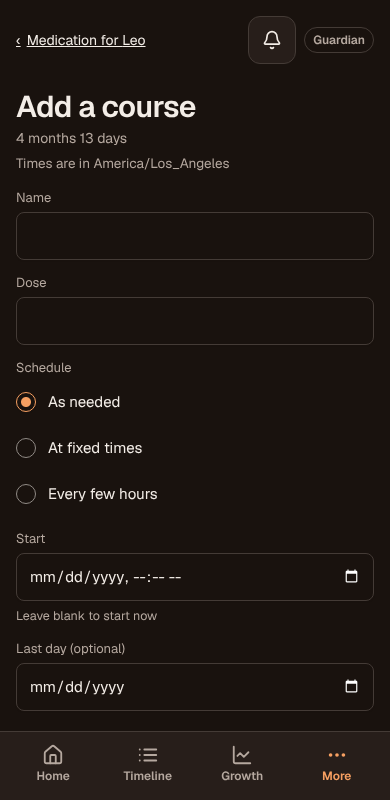 ‹ Medication for Leo
Guardian
Add a course
4 months 13 days
Times are in America/Los_Angeles
Name
Dose
Schedule
As needed
At fixed times
Every few hours
Start
mm/dd/yyyy, --:-- --
Leave blank to start now
Last day (optional)
mm/dd/yyyy
Home
Timeline
Growth
More